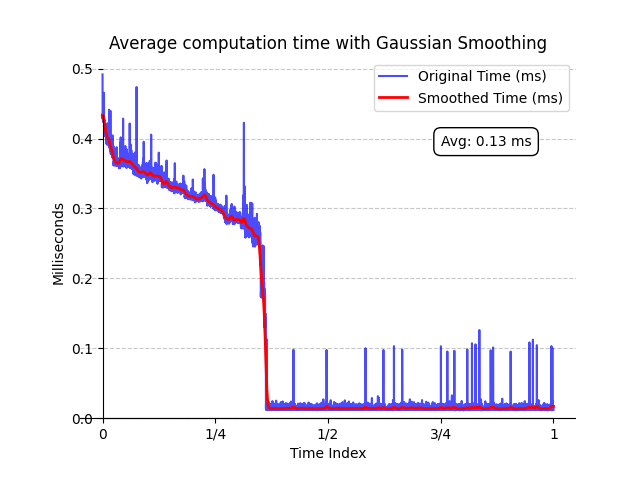 Average computation time with Gaussian Smoothing
Original Time (ms)
Smoothed Time (ms)
Avg: 0.13 ms
Milliseconds
0.5
0.4
0.3
0.2
0.1
0.0
0
1/4
1/2
3/4
1
Time Index